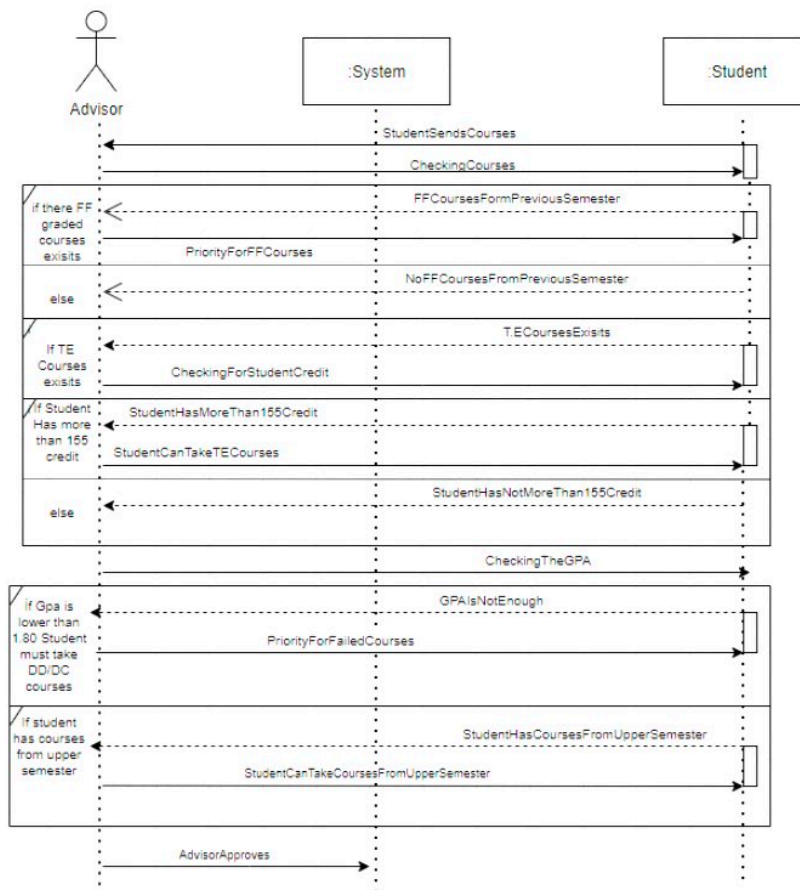 :System
:Student
Advisor
StudentSendsCourses
CheckingCourses
FFCoursesFormPreviousSemester
if there FF
graded
courses
exisits
PriorityForFFCourses
NoFFCoursesFromPreviousSemester
else
T.ECoursesExisits
If TE
Courses
exisits
CheckingForStudentCredit
If Student
Has more
than 155
credit
StudentHasMoreThan155Credit
StudentCanTakeTECourses
StudentHasNotMoreThan155Credit
else
CheckingTheGPA
GPAIsNotEnough
if Gpa is
lower than
1.80 Student
must take
DD/DC
courses
PriorityForFailedCourses
If student
has courses
from upper
semester
StudentHasCoursesFromUpperSemester
StudentCanTakeCoursesFromUpperSemester
AdvisorApproves